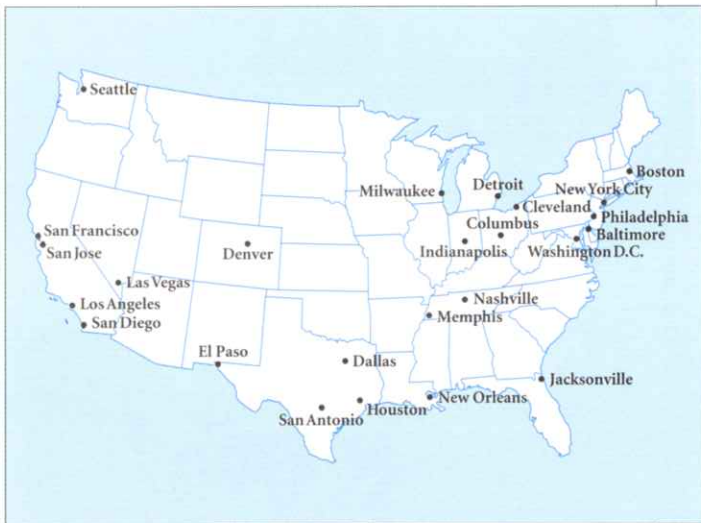 Seattle
Boston
Milwaukee
Detroit
New York City
Cleveland
Philadelphia
Columbus
Baltimore
San Francisco
San Jose
Denver
Indianapolis
Washington D.C.
Las Vegas
Los Angeles
Nashville
San Diego
Memphis
El Paso
Dallas
Jacksonville
New Orleans
Houston
San Antonio